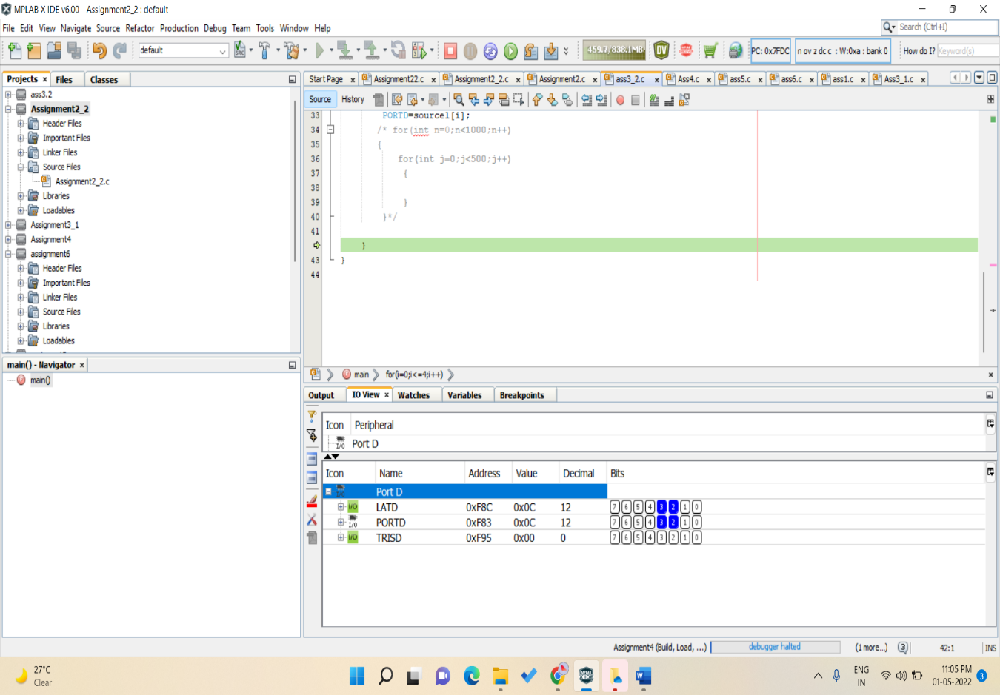 MPLAB X IDE v6.00 - Assignment2_2 : default
File Edit View Navigate Source Refactor Production Debug Team Tools Window Help
Search (Ctrl+I)
default
459.7/838.1MB
PC: 0x7FDC
n ov z dc c : W:0xa : bank 0
How do I? Keyword(s)
Projects Files Classes
ass3.2
Assignment2_2
Header Files
Important Files
Linker Files
Source Files
Assignment2_2.c
Libraries
Loadables
Assignment3_1
Assignment4
assignment6
Header Files
Important Files
Linker Files
Source Files
Libraries
Loadables
main() - Navigator
main()
Start Page Assignment22.c Assignment2_2.c Assignment2.c ass3_2.c Ass4.c ass5.c ass6.c ass1.c Ass3_1.c
Source History
33 PORTD=source1[i];
34 /* for(int n=0;n<1000;n++)
35 {
36 for(int j=0;j<500;j++)
37 {
38
39 }
40 }*/
41
}
43 }
44
main for(i=0;i<=4;i++)
Output IO View Watches Variables Breakpoints
Icon Peripheral
I/O Port D
Icon Name Address Value Decimal Bits
I/O Port D
I/O LATD 0xF8C 0x0C 12 7 6 5 4 3 2 1 0
I/O PORTD 0xF83 0x0C 12 7 6 5 4 3 2 1 0
I/O TRISD 0xF95 0x00 0 7 6 5 4 3 2 1 0
Assignment4 (Build, Load, ...) debugger halted (1 more...) 3 42:1 INS
27°C
Clear
ENG
IN
11:05 PM
01-05-2022
3